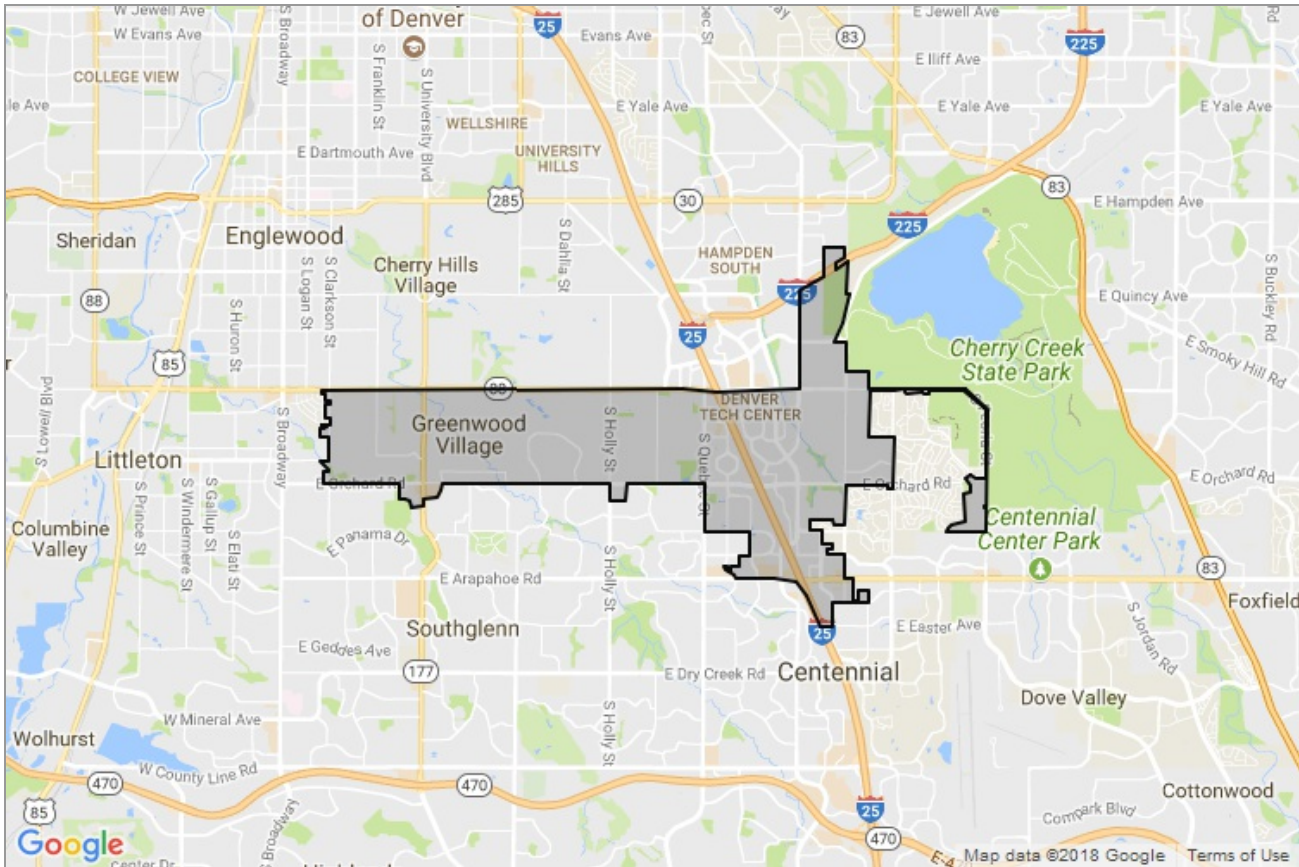 W Jewell Ave
W Evans Ave
of Denver
25
Evans Ave
83
E Jewell Ave
225
COLLEGE VIEW
S Broadway
S Franklin St
S University Blvd
E Iliff Ave
E Yale Ave
E Yale Ave
E Yale Ave
WELLSHIRE
E Dartmouth Ave
UNIVERSITY
HILLS
285
30
83
E Hampden Ave
Sheridan
Englewood
S Logan St
S Clarkson St
Cherry Hills
Village
S Dahlia St
HAMPDEN
SOUTH
225
225
S Buckley Rd
88
S Huron St
E Quincy Ave
25
85
Cherry Creek
State Park
E Smoky Hill Rd
S Lowell Blvd
S Broadway
88
DENVER
TECH CENTER
Greenwood
Village
S Holly St
Littleton
E Orchard Rd
E Orchard Rd
E Orchard Rd
S Prince St
S Windermere St
S Gallup St
S Elati St
Columbine
Valley
E Panama Dr
Centennial
Center Park
E Arapahoe Rd
S Holly St
83
Foxfield
S Jordan Rd
Southglenn
25
E Easter Ave
E Geddes Ave
177
E Dry Creek Rd
Centennial
Dove Valley
W Mineral Ave
S Holly St
Wolhurst
W County Line Rd
470
470
25
85
S Broadway
Cottonwood
Compark Blvd
470
E-4
Google
Center Dr
Map data ©2018 Google
Terms of Use